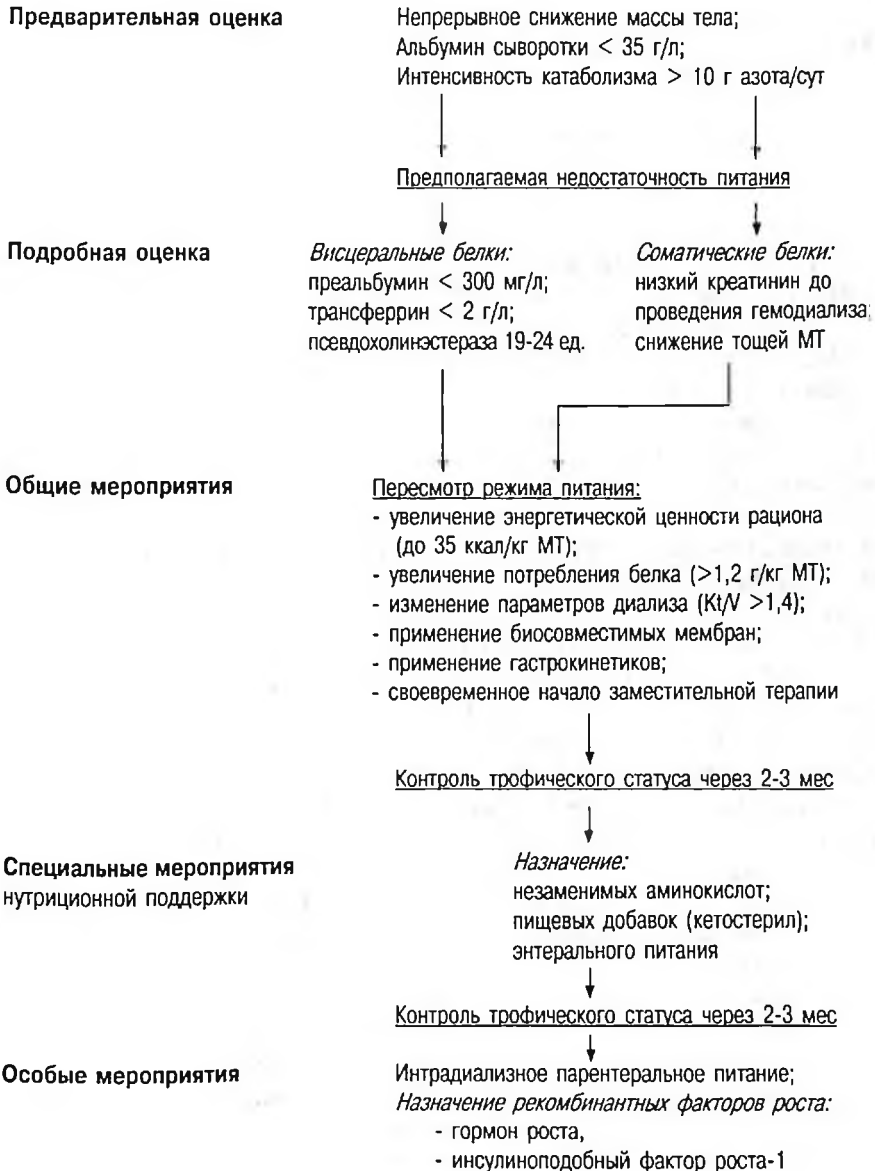 Предварительная оценка
Непрерывное снижение массы тела;
Альбумин сыворотки < 35 г/л;
Интенсивность катаболизма > 10 г азота/сут
Предполагаемая недостаточность питания
Подробная оценка
Висцеральные белки:
преальбумин < 300 мг/л;
трансферрин < 2 г/л;
псевдохолинэстераза 19-24 ед.
Соматические белки:
низкий креатинин до
проведения гемодиализа;
снижение тощей МТ
Общие мероприятия
Пересмотр режима питания:
- увеличение энергетической ценности рациона
(до 35 ккал/кг МТ);
- увеличение потребления белка (>1,2 г/кг МТ);
- изменение параметров диализа (Kt/V >1,4);
- применение биосовместимых мембран;
- применение гастрокинетиков;
- своевременное начало заместительной терапии
Контроль трофического статуса через 2-3 мес
Специальные мероприятия
нутриционной поддержки
Назначение:
незаменимых аминокислот;
пищевых добавок (кетостерил);
энтерального питания
Контроль трофического статуса через 2-3 мес
Особые мероприятия
Интрадиализное парентеральное питание;
Назначение рекомбинантных факторов роста:
- гормон роста,
- инсулиноподобный фактор роста-1